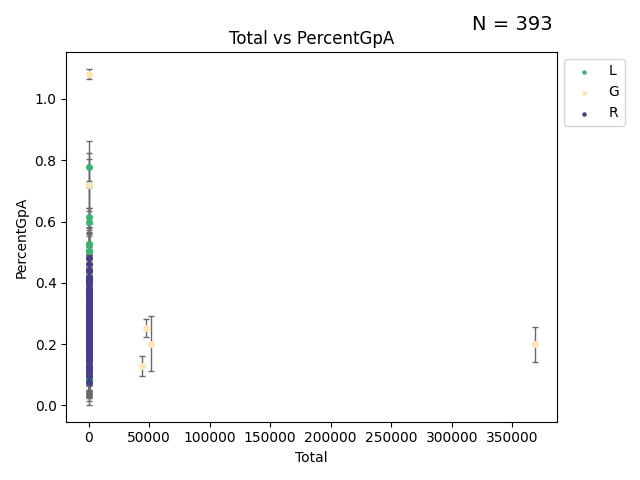 N = 393
Total vs PercentGpA
L
G
R
1.0
0.8
0.6
0.4
0.2
0.0
PercentGpA
0 50000 100000 150000 200000 250000 300000 350000
Total